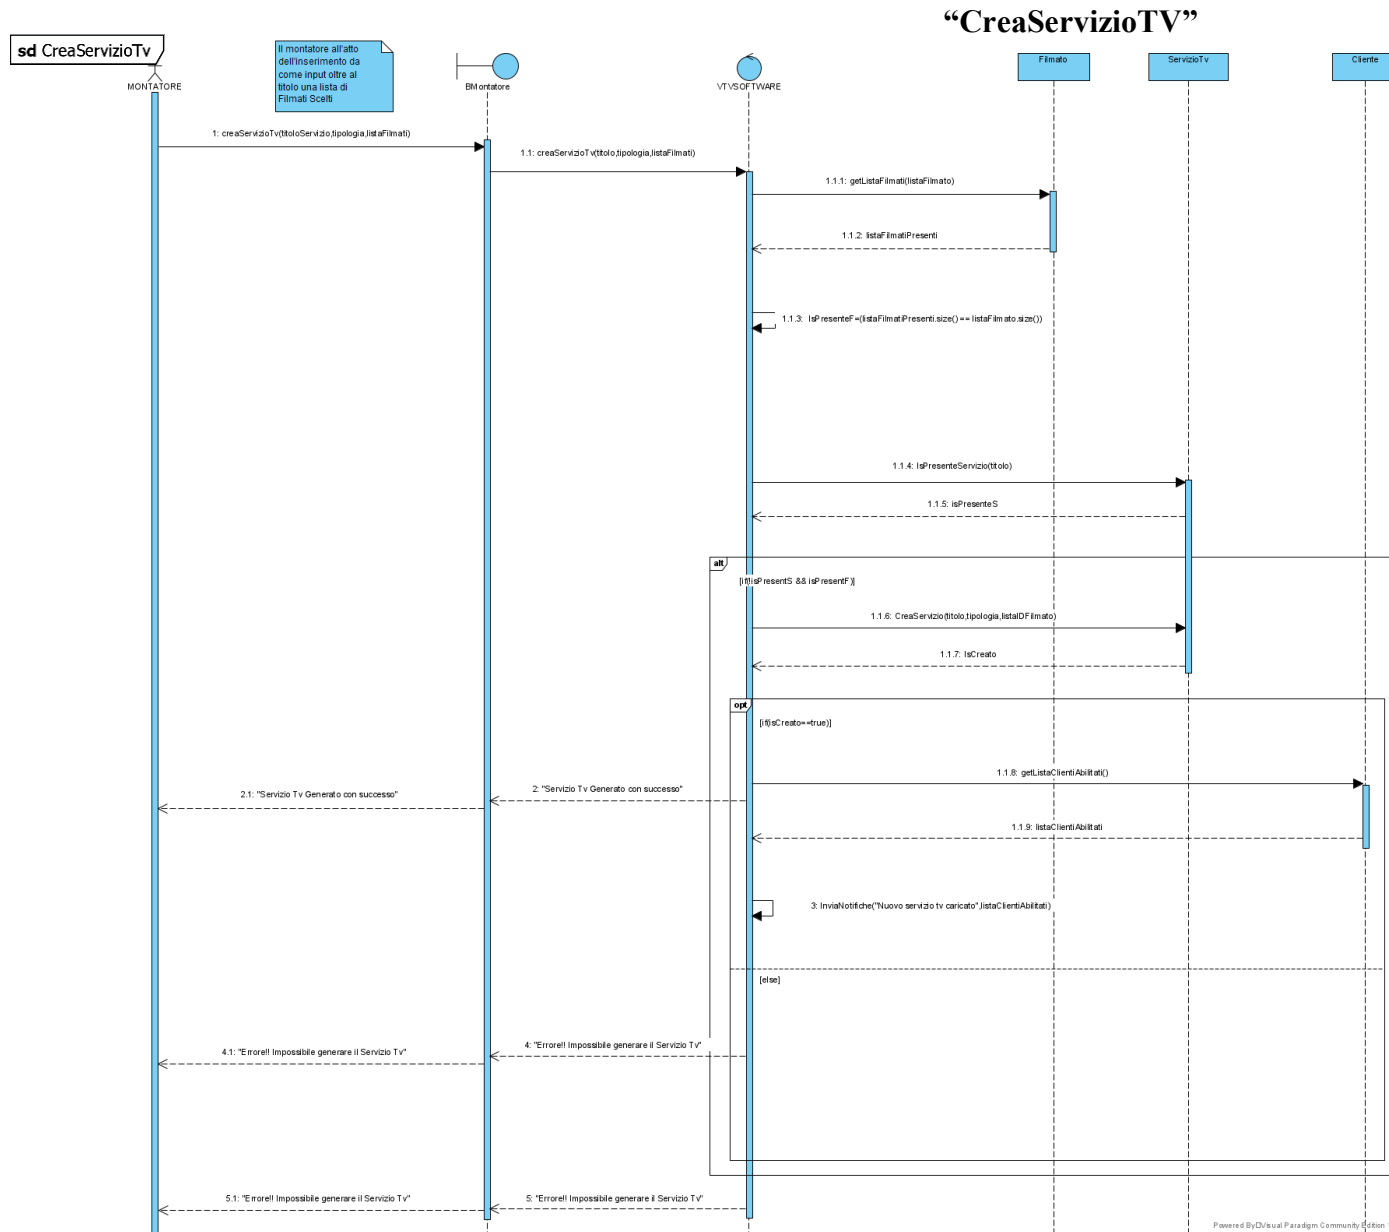 “CreaServizioTV”
sd CreaServizioTv
Il montatore all'atto
dell'inserimento da
come input oltre al
titolo una lista di
Filmati Scelti
MONTATORE
BMontatore
VTVSOFTWARE
Filmato
ServizioTv
Cliente
1: creaServizioTv(titoloServizio,tipologia,listaFilmati)
1.1: creaServizioTv(titolo,tipologia,listaFilmati)
1.1.1: getListaFilmati(listaFilmato)
1.1.2: listaFilmatiPresenti
1.1.3: IsPresenteF=(listaFilmatiPresenti.size() == listaFilmato.size())
1.1.4: IsPresenteServizio(titolo)
1.1.5: isPresenteS
alt
[if(!isPresentS && isPresentF)]
1.1.6: CreaServizio(titolo,tipologia,listaIDFilmato)
1.1.7: IsCreato
opt
[if(isCreato==true)]
1.1.8: getListaClientiAbilitati()
2: "Servizio Tv Generato con successo"
2.1: "Servizio Tv Generato con successo"
1.1.9: listaClientiAbilitati
3: InviaNotifiche("Nuovo servizio tv caricato",listaClientiAbilitati)
[else]
4: "Errore!! Impossibile generare il Servizio Tv"
4.1: "Errore!! Impossibile generare il Servizio Tv"
5: "Errore!! Impossibile generare il Servizio Tv"
5.1: "Errore!! Impossibile generare il Servizio Tv"
Powered By Visual Paradigm Community Edition